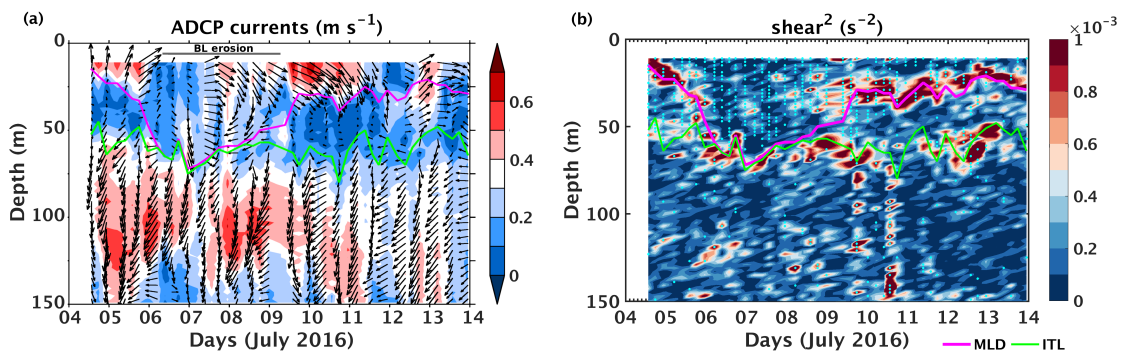 (a)
ADCP currents (m s⁻¹)
BL erosion
0
50
100
150
Depth (m)
04 05 06 07 08 09 10 11 12 13 14
Days (July 2016)
0.6
0.4
0.2
0
(b)
shear² (s⁻²)
0
50
100
150
Depth (m)
04 05 06 07 08 09 10 11 12 13 14
Days (July 2016)
×10⁻³
1
0.8
0.6
0.4
0.2
0
MLD ITL